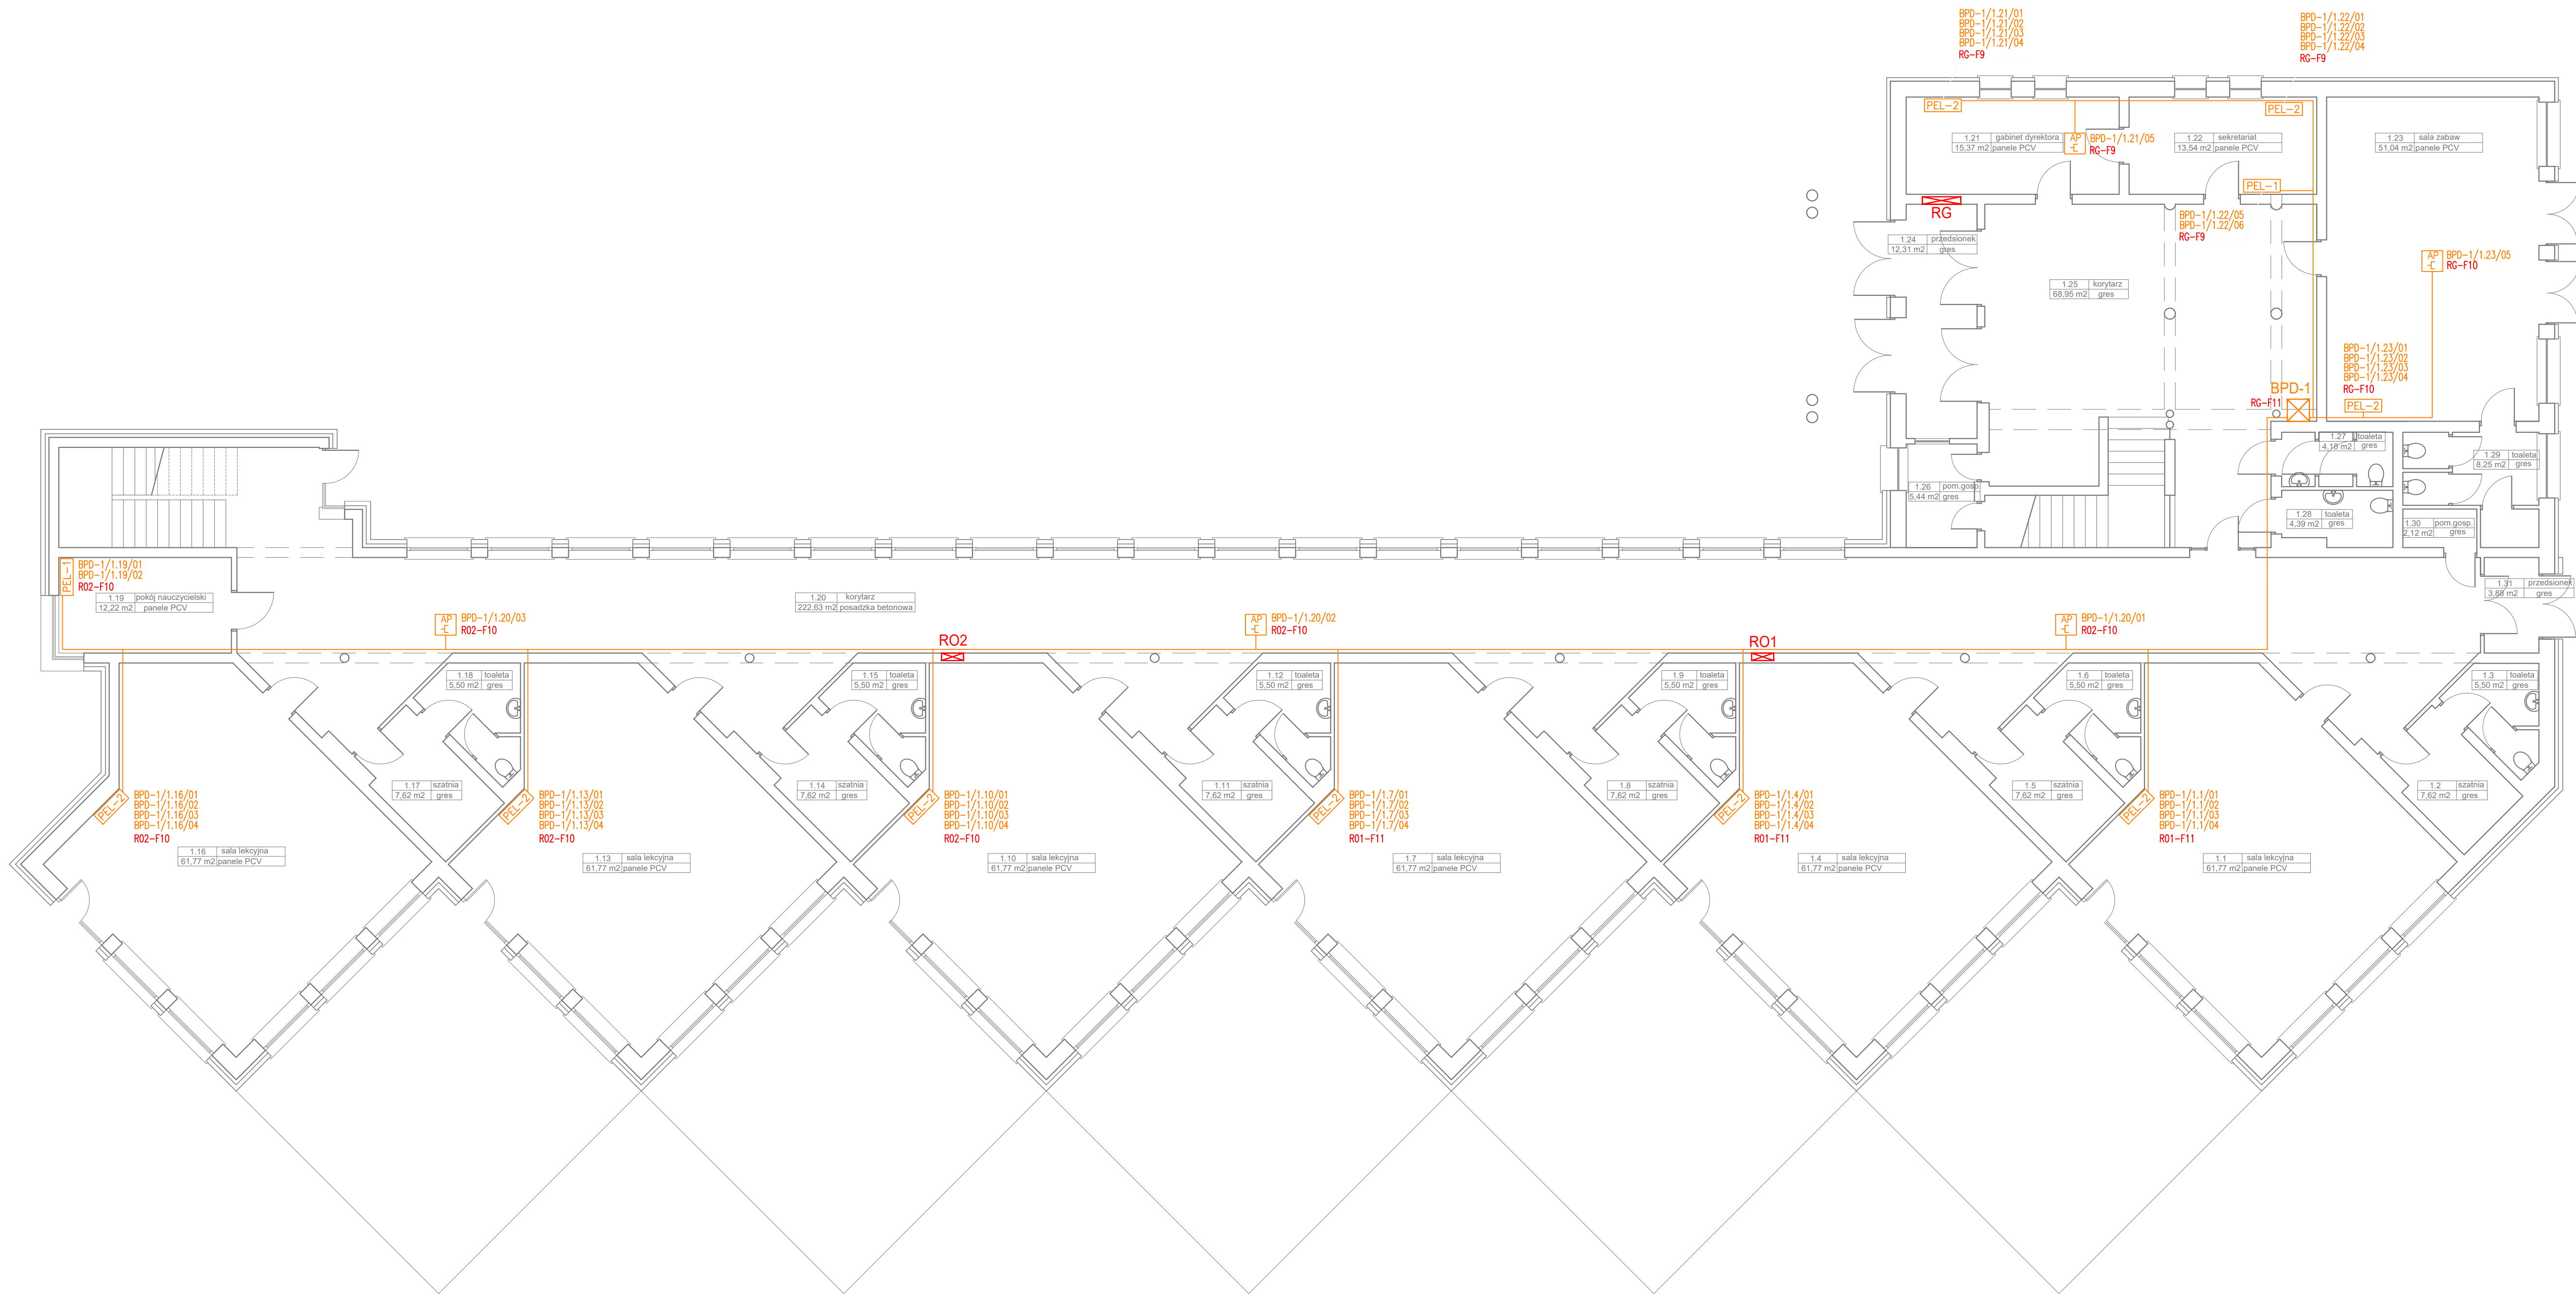 BPD-1/1.21/01
BPD-1/1.21/02
BPD-1/1.21/03
BPD-1/1.21/04
RG-F9
BPD-1/1.22/01
BPD-1/1.22/02
BPD-1/1.22/03
BPD-1/1.22/04
RG-F9
PEL-2
PEL-2
1.21 gabinet dyrektora
15,37 m2 panele PCV
AP
BPD-1/1.21/05
RG-F9
1.22 sekretariat
13,54 m2 panele PCV
1.23 sala zabaw
51,04 m2 panele PCV
PEL-1
RG
BPD-1/1.22/05
BPD-1/1.22/06
RG-F9
1.24 przedsionek
12,31 m2 gres
AP
BPD-1/1.23/05
RG-F10
1.25 korytarz
68,95 m2 gres
BPD-1/1.23/01
BPD-1/1.23/02
BPD-1/1.23/03
BPD-1/1.23/04
RG-F10
BPD-1
RG-F11
PEL-2
1.27 toaleta
4,18 m2 gres
1.29 toaleta
8,25 m2 gres
1.26 pom.gosp.
5,44 m2 gres
1.28 toaleta
4,39 m2 gres
1.30 pom.gosp.
2,12 m2 gres
1.31 przedsionek
3,88 m2 gres
PEL-1
BPD-1/1.19/01
BPD-1/1.19/02
R02-F10
1.19 pokój nauczycielski
12,22 m2 panele PCV
1.20 korytarz
222,63 m2 posadzka betonowa
AP
BPD-1/1.20/03
R02-F10
AP
BPD-1/1.20/02
R02-F10
AP
BPD-1/1.20/01
R02-F10
RO2
RO1
1.18 toaleta
5,50 m2 gres
1.15 toaleta
5,50 m2 gres
1.12 toaleta
5,50 m2 gres
1.9 toaleta
5,50 m2 gres
1.6 toaleta
5,50 m2 gres
1.3 toaleta
5,50 m2 gres
1.17 szatnia
7,62 m2 gres
1.14 szatnia
7,62 m2 gres
1.11 szatnia
7,62 m2 gres
1.8 szatnia
7,62 m2 gres
1.5 szatnia
7,62 m2 gres
1.2 szatnia
7,62 m2 gres
PEL-2
BPD-1/1.16/01
BPD-1/1.16/02
BPD-1/1.16/03
BPD-1/1.16/04
R02-F10
PEL-2
BPD-1/1.13/01
BPD-1/1.13/02
BPD-1/1.13/03
BPD-1/1.13/04
R02-F10
PEL-2
BPD-1/1.10/01
BPD-1/1.10/02
BPD-1/1.10/03
BPD-1/1.10/04
R02-F10
PEL-2
BPD-1/1.7/01
BPD-1/1.7/02
BPD-1/1.7/03
BPD-1/1.7/04
R01-F11
PEL-2
BPD-1/1.4/01
BPD-1/1.4/02
BPD-1/1.4/03
BPD-1/1.4/04
R01-F11
PEL-2
BPD-1/1.1/01
BPD-1/1.1/02
BPD-1/1.1/03
BPD-1/1.1/04
R01-F11
1.16 sala lekcyjna
61,77 m2 panele PCV
1.13 sala lekcyjna
61,77 m2 panele PCV
1.10 sala lekcyjna
61,77 m2 panele PCV
1.7 sala lekcyjna
61,77 m2 panele PCV
1.4 sala lekcyjna
61,77 m2 panele PCV
1.1 sala lekcyjna
61,77 m2 panele PCV